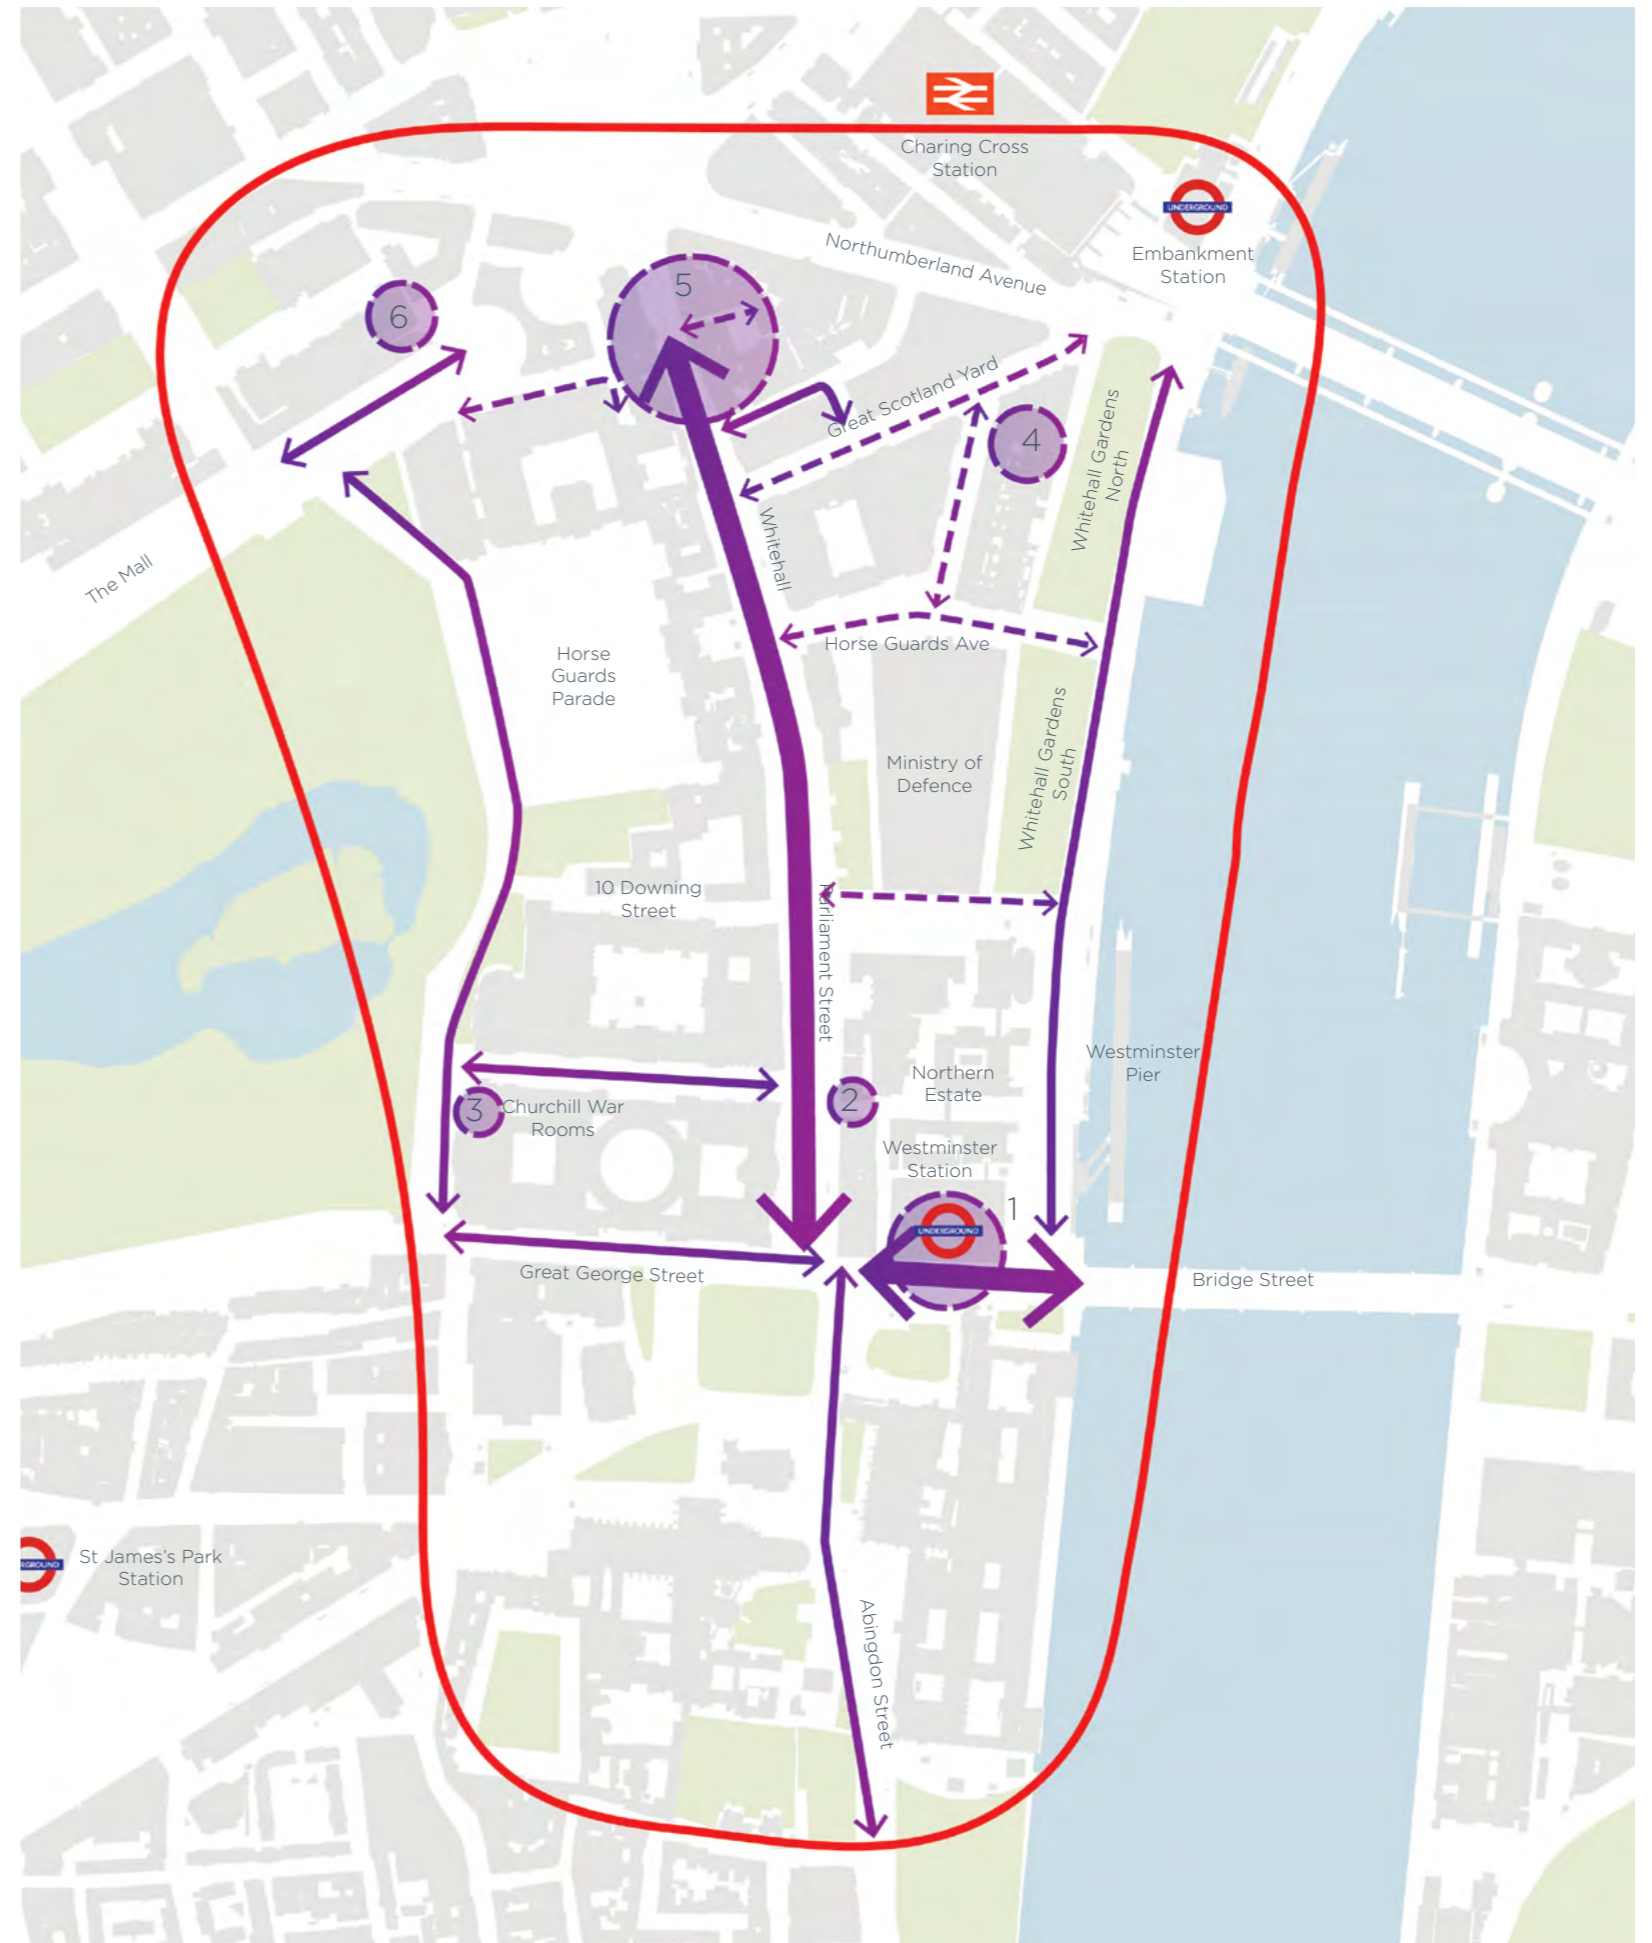 Charing Cross
Station
UNDERGROUND
Embankment
Station
Northumberland Avenue
5
6
Great Scotland Yard
4
Whitehall Gardens
North
Whitehall
The Mall
Horse Guards Ave
Horse
Guards
Parade
Whitehall Gardens
South
Ministry of
Defence
10 Downing
Street
Parliament Street
Westminster
Pier
Northern
Estate
2
3
Churchill War
Rooms
Westminster
Station
1
UNDERGROUND
Great George Street
Bridge Street
RGROUND
St James's Park
Station
Abingdon Street